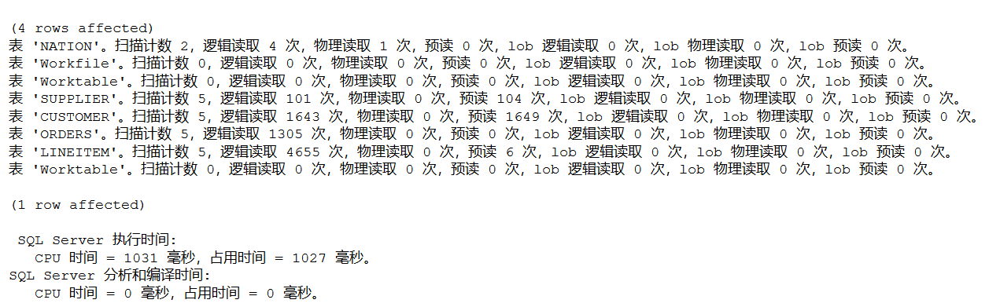 (4 rows affected)
表 'NATION'。扫描计数 2，逻辑读取 4 次，物理读取 1 次，预读 0 次，lob 逻辑读取 0 次，lob 物理读取 0 次，lob 预读 0 次。
表 'Workfile'。扫描计数 0，逻辑读取 0 次，物理读取 0 次，预读 0 次，lob 逻辑读取 0 次，lob 物理读取 0 次，lob 预读 0 次。
表 'Worktable'。扫描计数 0，逻辑读取 0 次，物理读取 0 次，预读 0 次，lob 逻辑读取 0 次，lob 物理读取 0 次，lob 预读 0 次。
表 'SUPPLIER'。扫描计数 5，逻辑读取 101 次，物理读取 0 次，预读 104 次，lob 逻辑读取 0 次，lob 物理读取 0 次，lob 预读 0 次。
表 'CUSTOMER'。扫描计数 5，逻辑读取 1643 次，物理读取 0 次，预读 1649 次，lob 逻辑读取 0 次，lob 物理读取 0 次，lob 预读 0 次。
表 'ORDERS'。扫描计数 5，逻辑读取 1305 次，物理读取 0 次，预读 0 次，lob 逻辑读取 0 次，lob 物理读取 0 次，lob 预读 0 次。
表 'LINEITEM'。扫描计数 5，逻辑读取 4655 次，物理读取 0 次，预读 6 次，lob 逻辑读取 0 次，lob 物理读取 0 次，lob 预读 0 次。
表 'Worktable'。扫描计数 0，逻辑读取 0 次，物理读取 0 次，预读 0 次，lob 逻辑读取 0 次，lob 物理读取 0 次，lob 预读 0 次。
(1 row affected)
SQL Server 执行时间:
CPU 时间 = 1031 毫秒，占用时间 = 1027 毫秒。
SQL Server 分析和编译时间:
CPU 时间 = 0 毫秒，占用时间 = 0 毫秒。